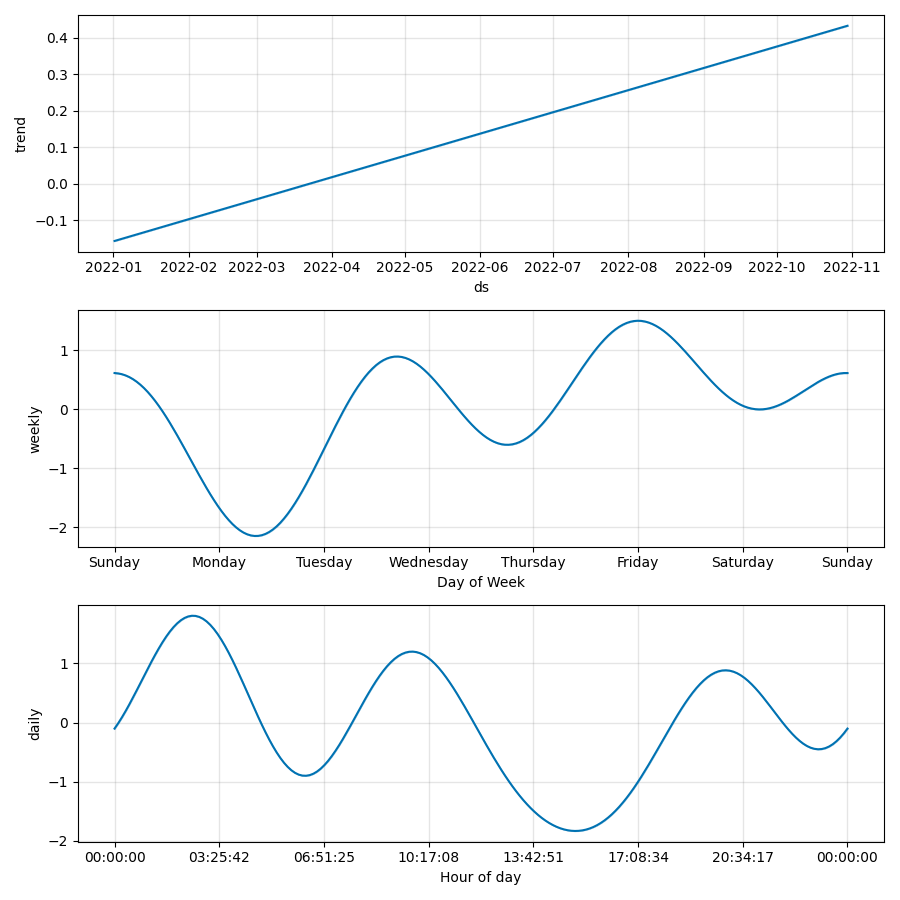 trend
0.4
0.3
0.2
0.1
0.0
−0.1
2022-01 2022-02 2022-03 2022-04 2022-05 2022-06 2022-07 2022-08 2022-09 2022-10 2022-11
ds
weekly
1
0
−1
−2
Sunday Monday Tuesday Wednesday Thursday Friday Saturday Sunday
Day of Week
daily
1
0
−1
−2
00:00:00 03:25:42 06:51:25 10:17:08 13:42:51 17:08:34 20:34:17 00:00:00
Hour of day